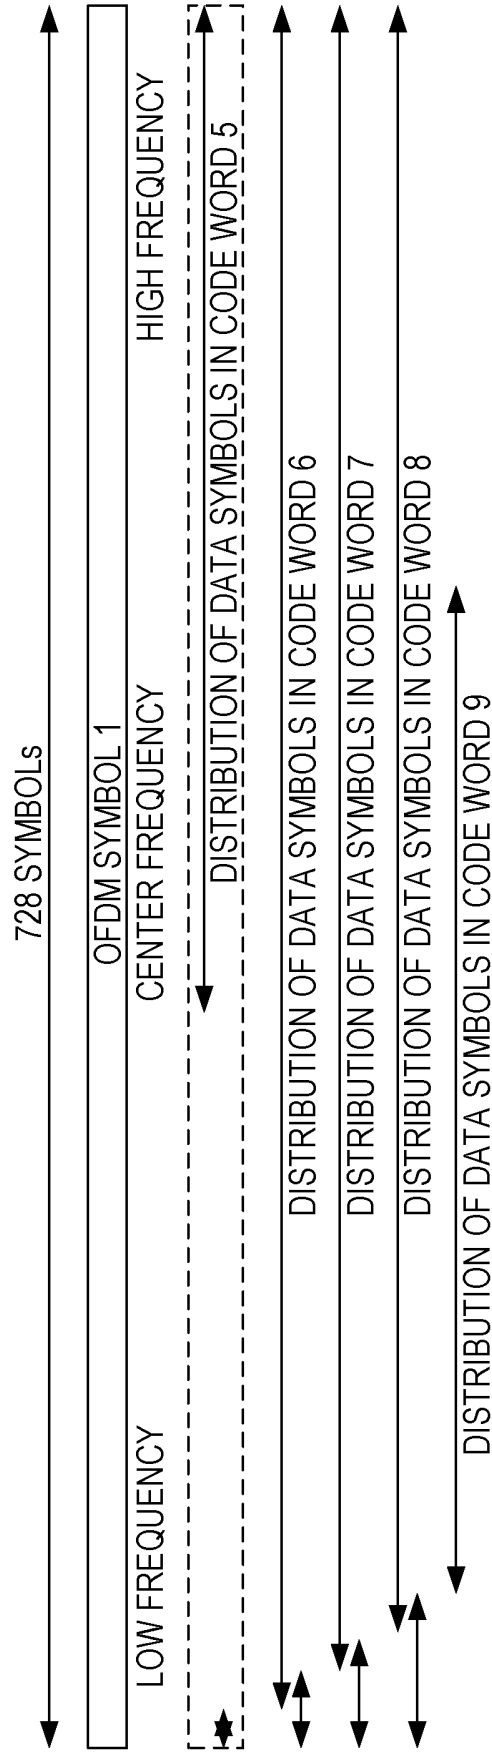 728 SYMBOLs
OFDM SYMBOL 1
LOW FREQUENCY
CENTER FREQUENCY
HIGH FREQUENCY
DISTRIBUTION OF DATA SYMBOLS IN CODE WORD 5
DISTRIBUTION OF DATA SYMBOLS IN CODE WORD 6
DISTRIBUTION OF DATA SYMBOLS IN CODE WORD 7
DISTRIBUTION OF DATA SYMBOLS IN CODE WORD 8
DISTRIBUTION OF DATA SYMBOLS IN CODE WORD 9